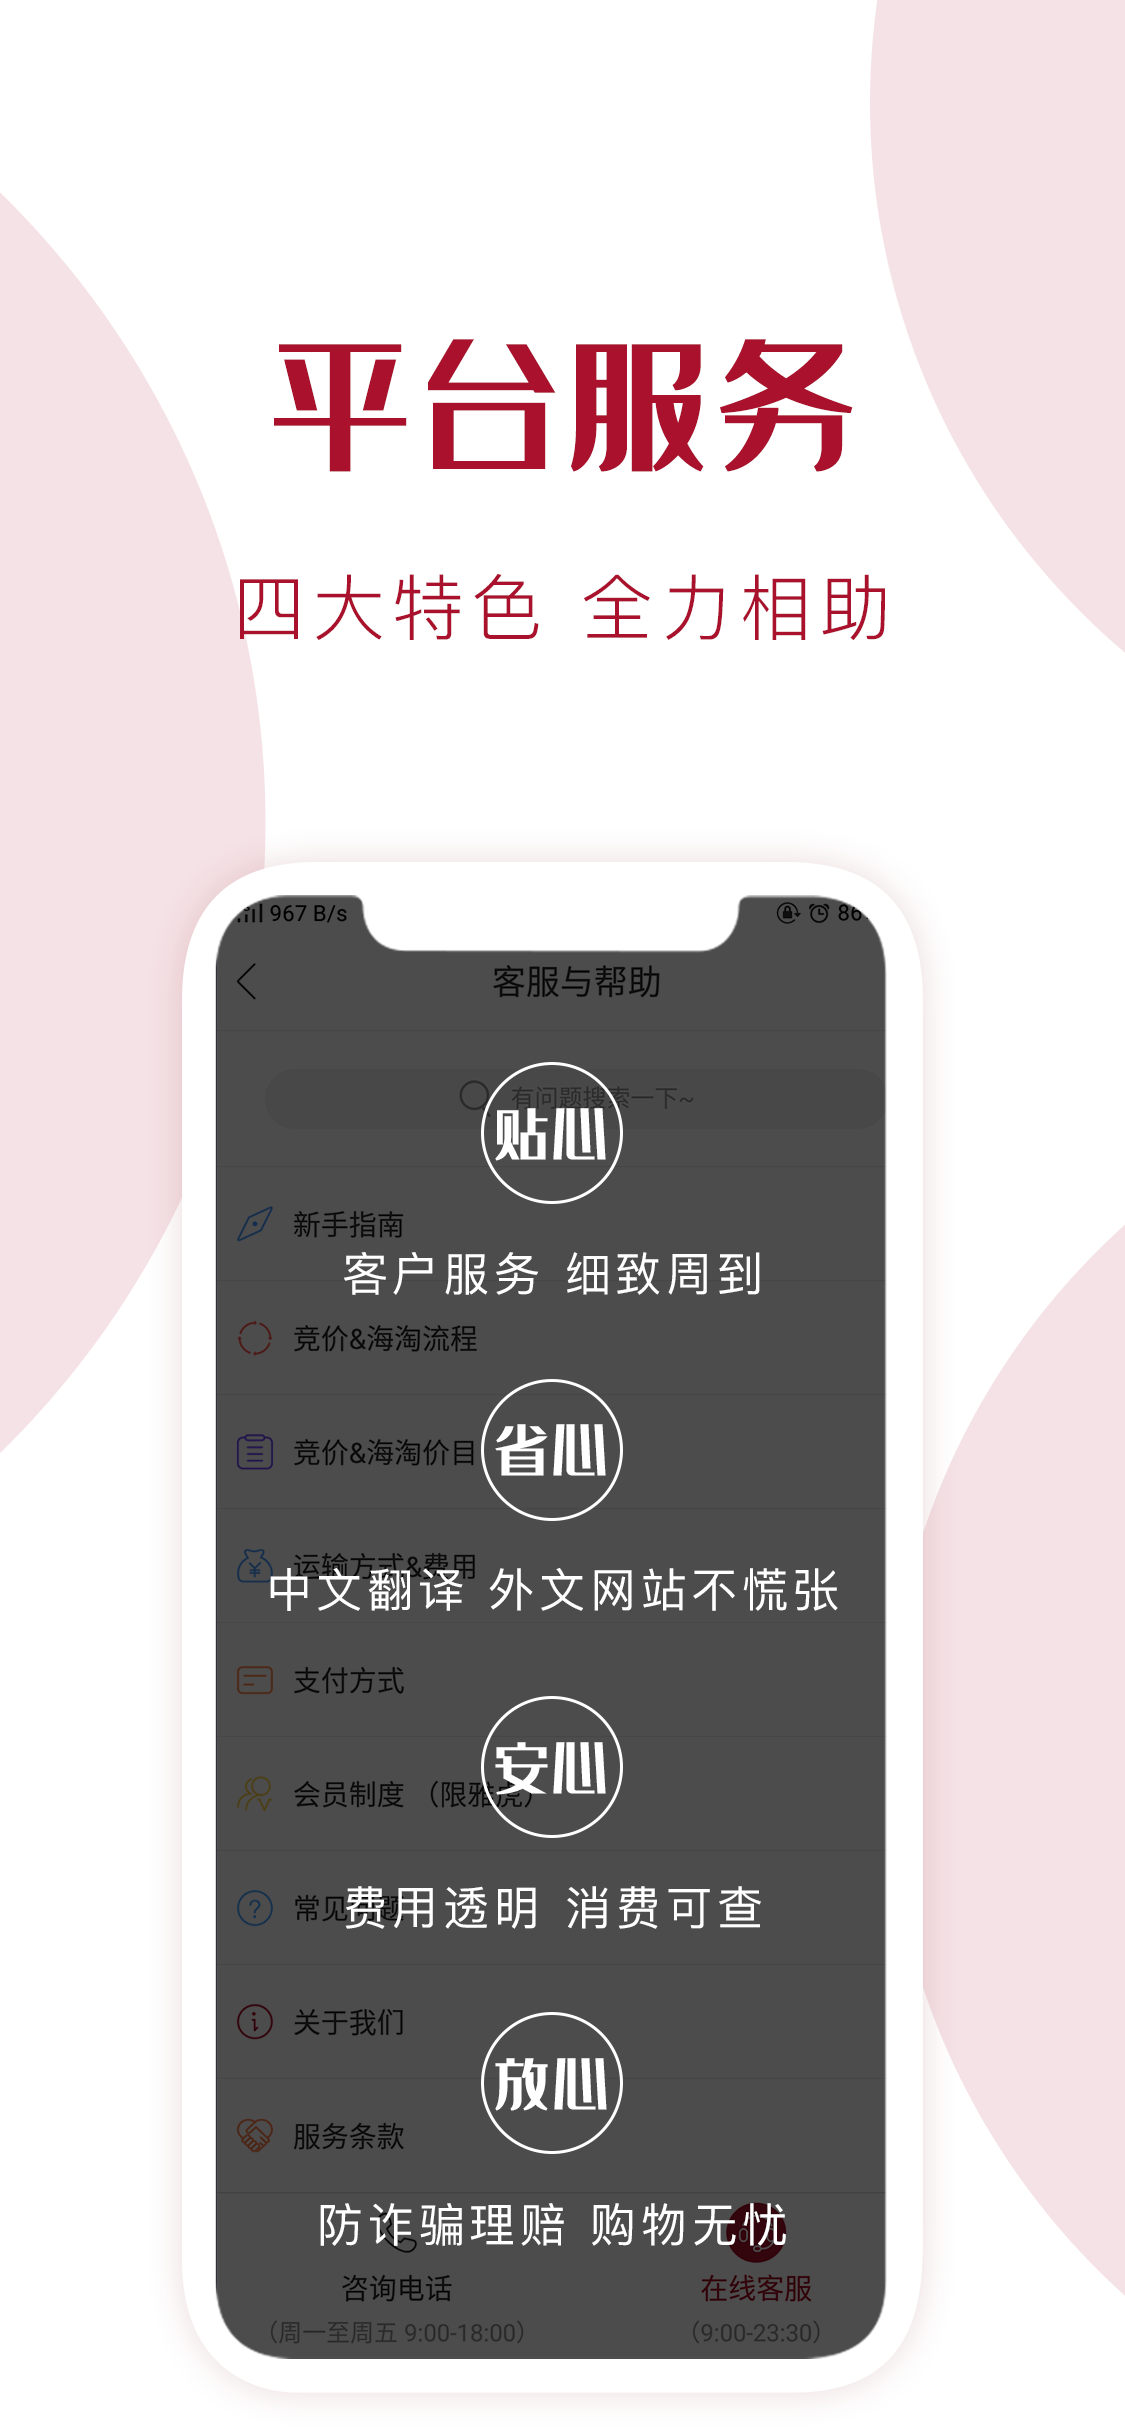 平台服务
四大特色 全力相助
967 B/s
86
客服与帮助
有问题搜索一下~
贴心
新手指南
客户服务 细致周到
竞价&海淘流程
省心
竞价&海淘价目
运输方式&费用
中文翻译 外文网站不慌张
支付方式
安心
会员制度 （限雅虎）
费用透明 消费可查
常见问题
关于我们
放心
服务条款
防诈骗理赔 购物无忧
咨询电话
在线客服
（周一至周五 9:00-18:00）
（9:00-23:30）